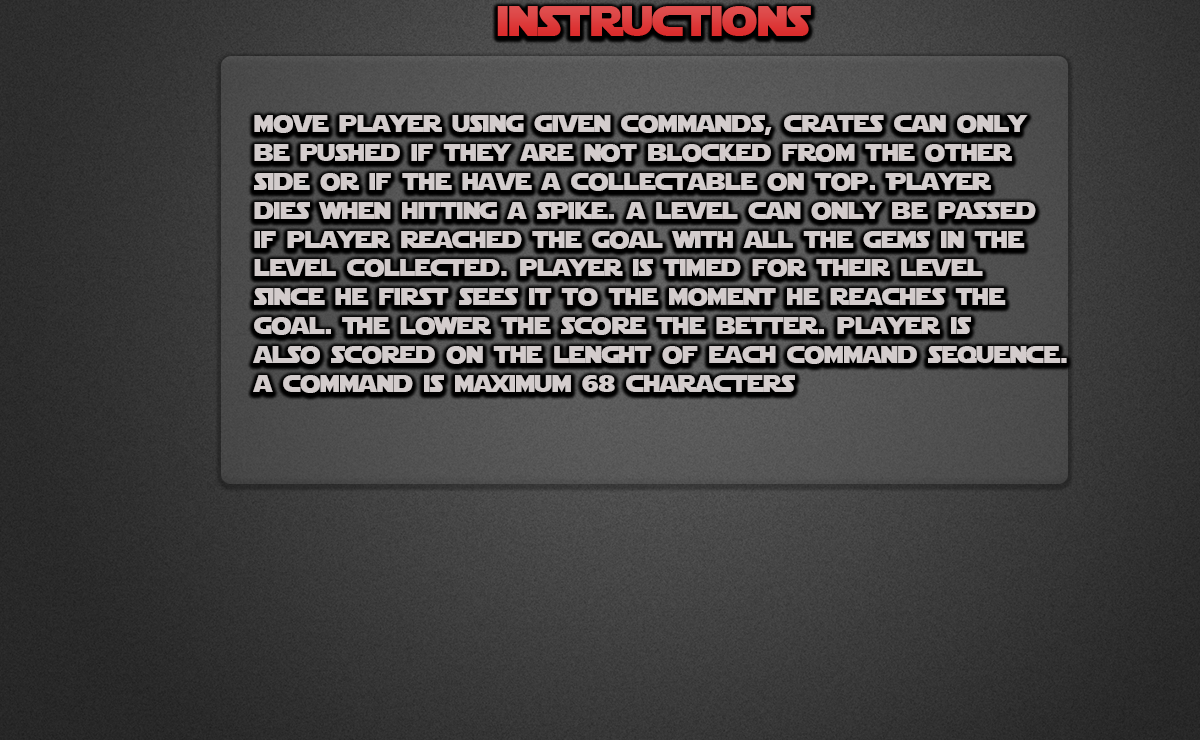 INSTRUCTIONS
MOVE PLAYER USING GIVEN COMMANDS, CRATES CAN ONLY
BE PUSHED IF THEY ARE NOT BLOCKED FROM THE OTHER
SIDE OR IF THE HAVE A COLLECTABLE ON TOP. PLAYER
DIES WHEN HITTING A SPIKE. A LEVEL CAN ONLY BE PASSED
IF PLAYER REACHED THE GOAL WITH ALL THE GEMS IN THE
LEVEL COLLECTED. PLAYER IS TIMED FOR THEIR LEVEL
SINCE HE FIRST SEES IT TO THE MOMENT HE REACHES THE
GOAL. THE LOWER THE SCORE THE BETTER. PLAYER IS
ALSO SCORED ON THE LENGHT OF EACH COMMAND SEQUENCE.
A COMMAND IS MAXIMUM 68 CHARACTERS